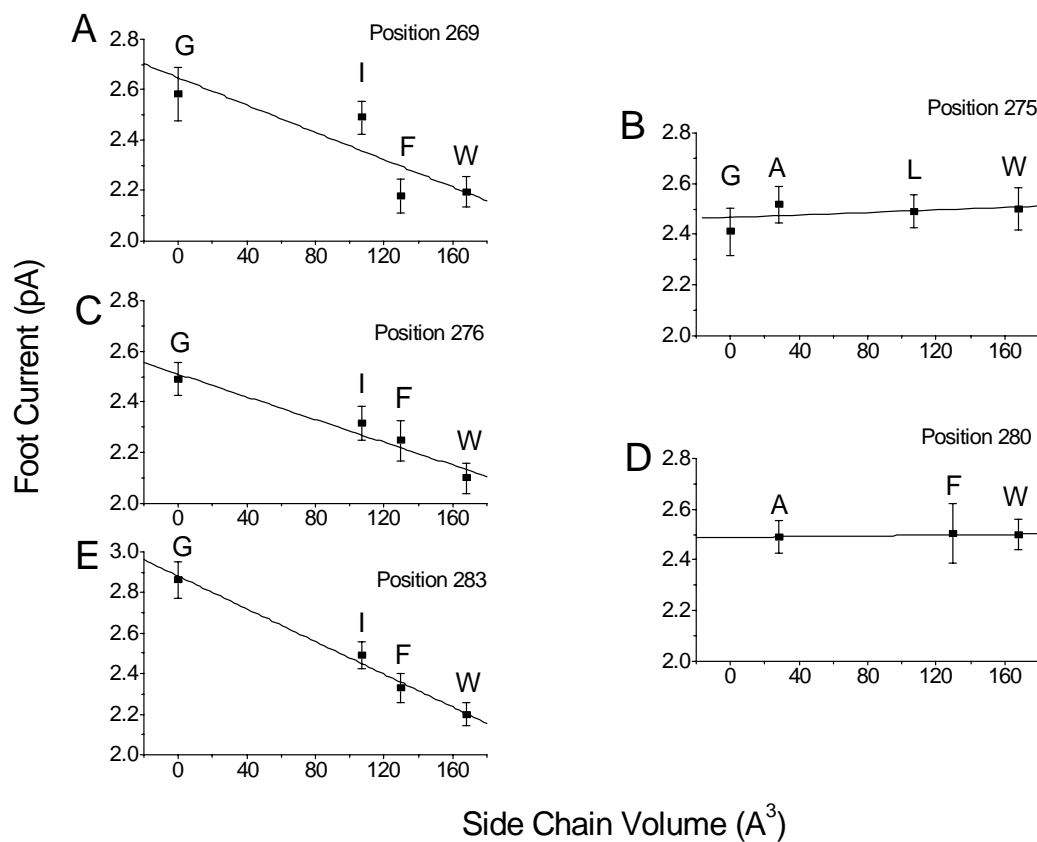 A
Position 269
2.8
2.6
2.4
2.2
2.0
G
I
F
W
0 40 80 120 160
B
Position 275
2.8
2.6
2.4
2.2
2.0
G
A
L
W
0 40 80 120 160
C
Position 276
2.8
2.6
2.4
2.2
2.0
G
I
F
W
0 40 80 120 160
D
Position 280
2.8
2.6
2.4
2.2
2.0
A
F
W
0 40 80 120 160
E
Position 283
3.0
2.8
2.6
2.4
2.2
2.0
G
I
F
W
0 40 80 120 160
Foot Current (pA)
Side Chain Volume (A³)